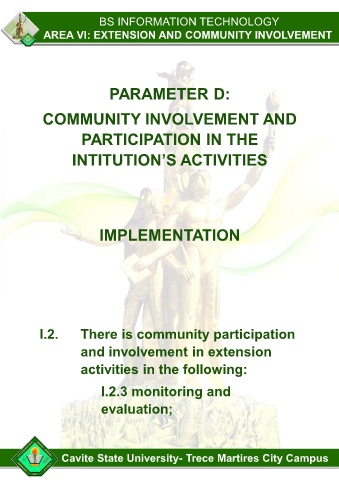 BS INFORMATION TECHNOLOGY
AREA VI: EXTENSION AND COMMUNITY INVOLVEMENT
PARAMETER D:
COMMUNITY INVOLVEMENT AND
PARTICIPATION IN THE
INTITUTION'S ACTIVITIES
IMPLEMENTATION
I.2. There is community participation
and involvement in extension
activities in the following:
I.2.3 monitoring and
evaluation;
Cavite State University- Trece Martires City Campus